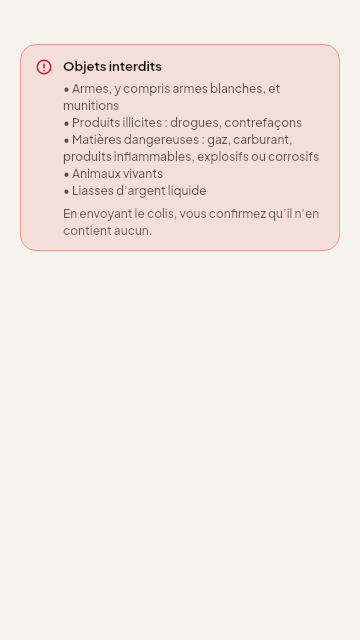 Objets interdits
• Armes, y compris armes blanches, et
munitions
• Produits illicites : drogues, contrefaçons
• Matières dangereuses : gaz, carburant,
produits inflammables, explosifs ou corrosifs
• Animaux vivants
• Liasses d'argent liquide
En envoyant le colis, vous confirmez qu'il n'en
contient aucun.